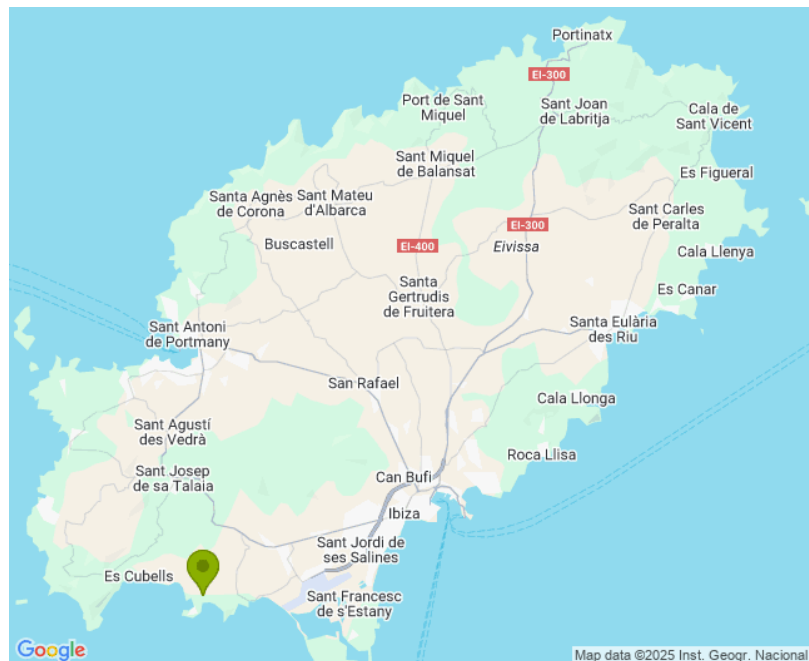 Portinatx
EI-300
Port de Sant
Miquel
Sant Joan
de Labritja
Cala de
Sant Vicent
Sant Miquel
de Balansat
Es Figueral
Santa Agnès
de Corona
Sant Mateu
d'Albarca
Sant Carles
de Peralta
EI-300
Buscastell
EI-400
Eivissa
Cala Llenya
Santa
Gertrudis
de Fruitera
Es Canar
Sant Antoni
de Portmany
Santa Eulària
des Riu
San Rafael
Cala Llonga
Sant Agustí
des Vedrà
Roca Llisa
Sant Josep
de sa Talaia
Can Bufi
Ibiza
Sant Jordi de
ses Salines
Es Cubells
Sant Francesc
de s'Estany
Google
Map data ©2025 Inst. Geogr. Nacional